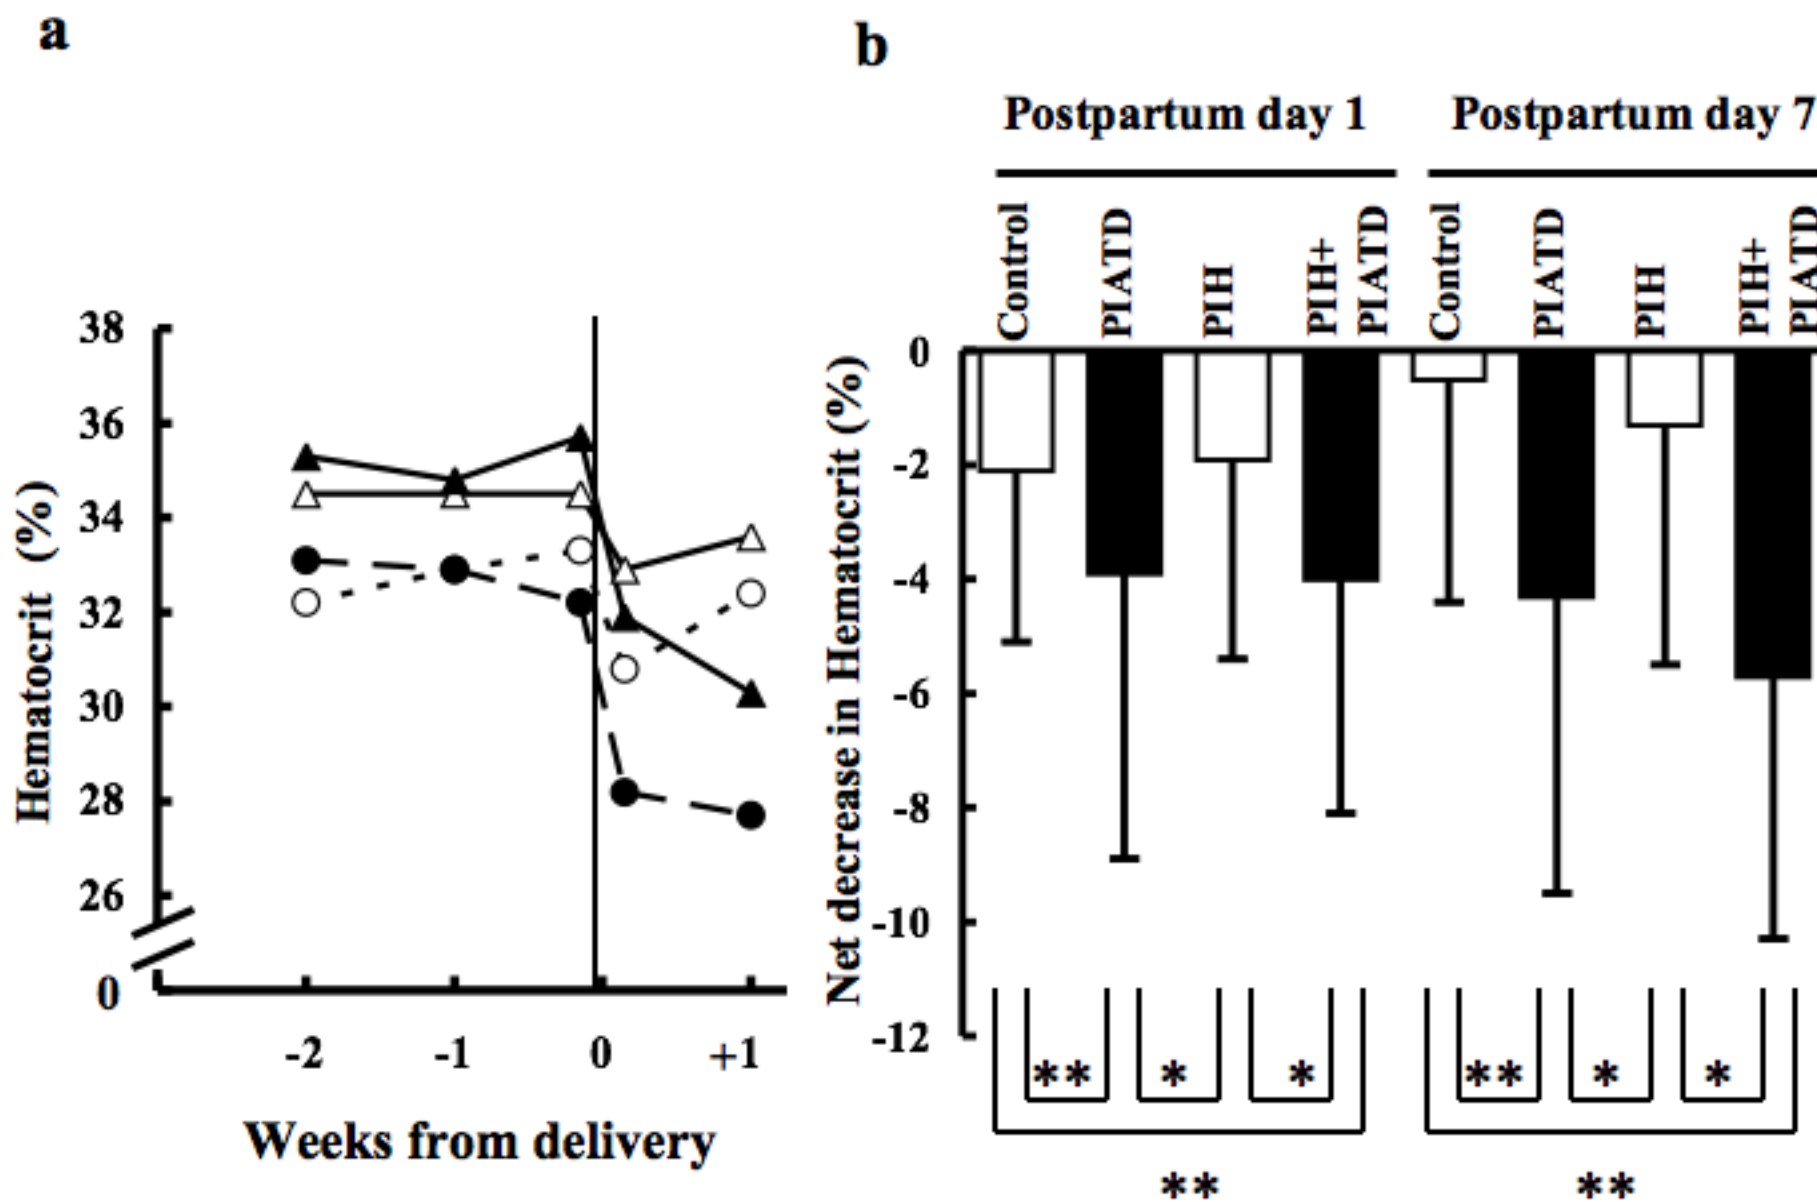 a
38
36
34
32
30
28
26
0
Hematocrit (%)
-2 -1 0 +1
Weeks from delivery
b
Postpartum day 1 Postpartum day 7
Control PIATD PIH PIH+ PIATD Control PIATD PIH PIH+ PIATD
0
-2
-4
-6
-8
-10
-12
Net decrease in Hematocrit (%)
** * * ** * *
** **